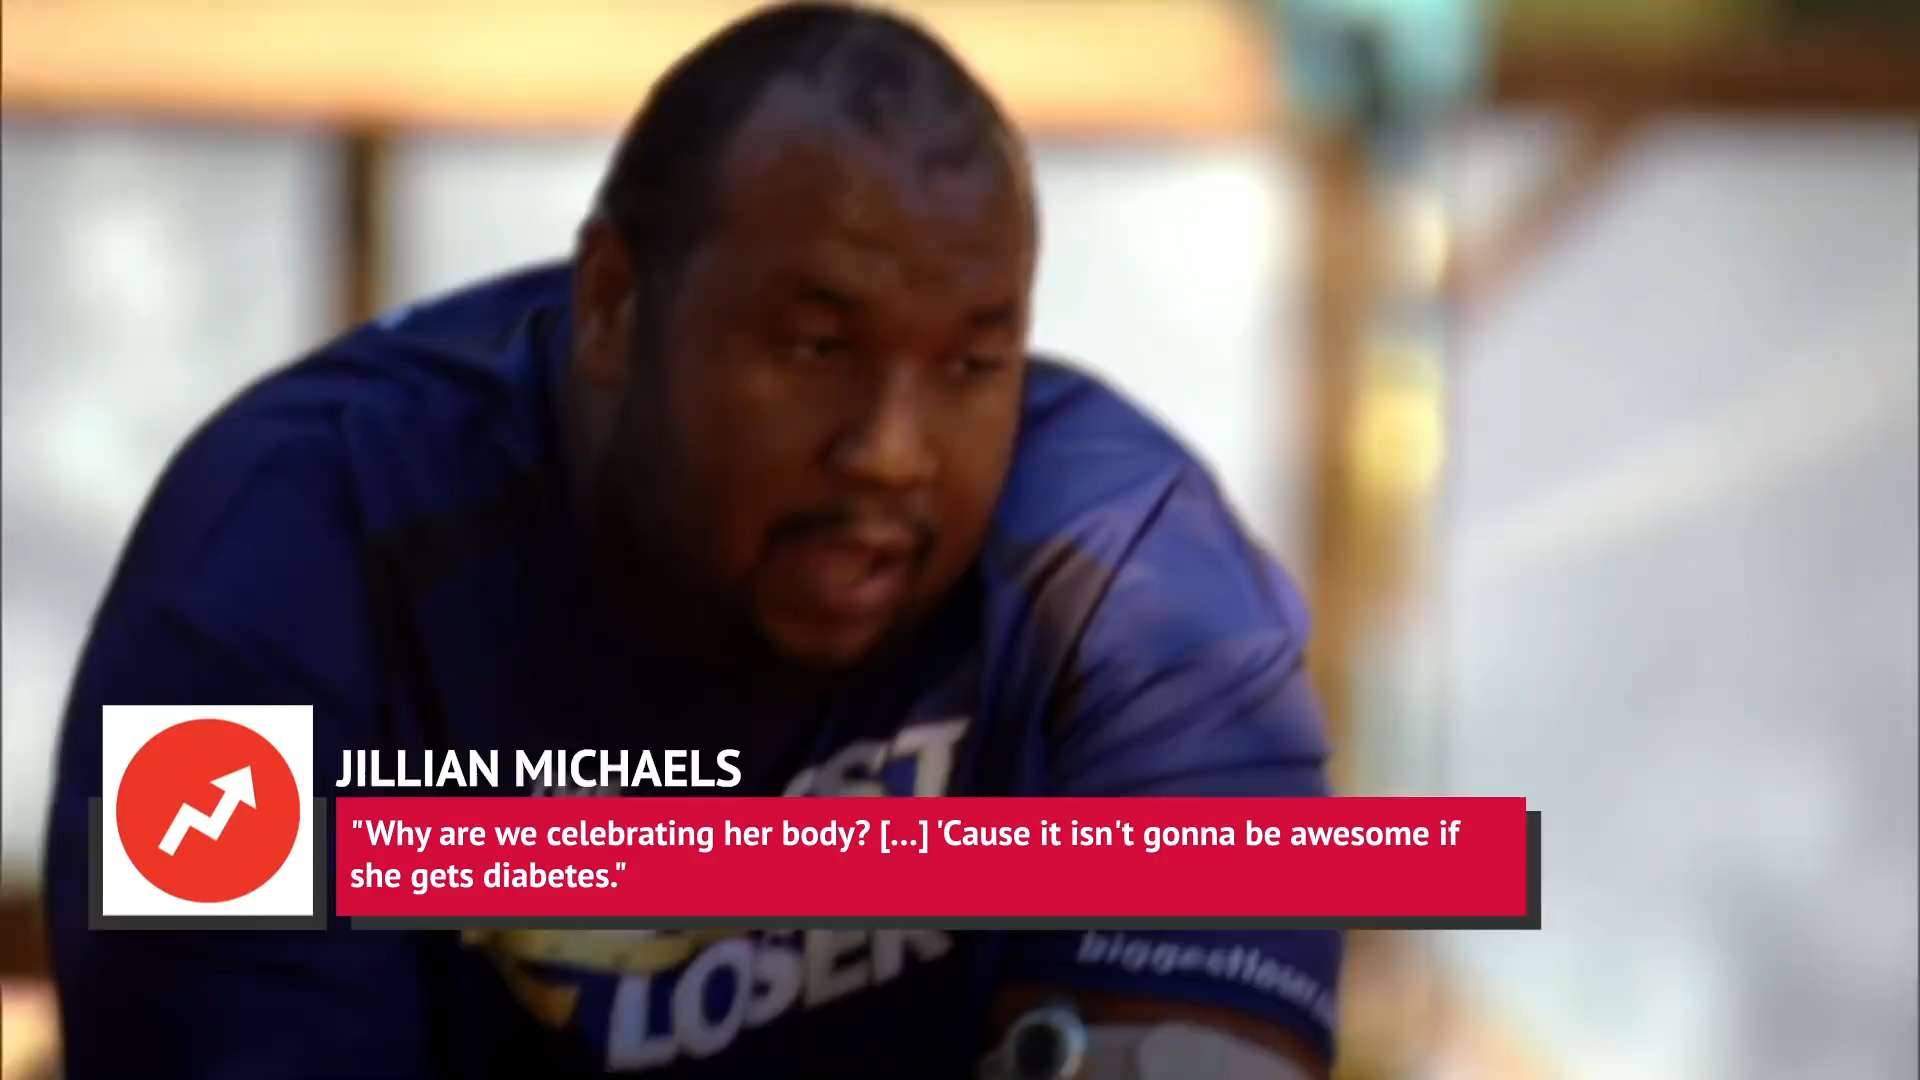 JILLIAN MICHAELS
"Why are we celebrating her body? [...] 'Cause it isn't gonna be awesome if
she gets diabetes."
LOSER